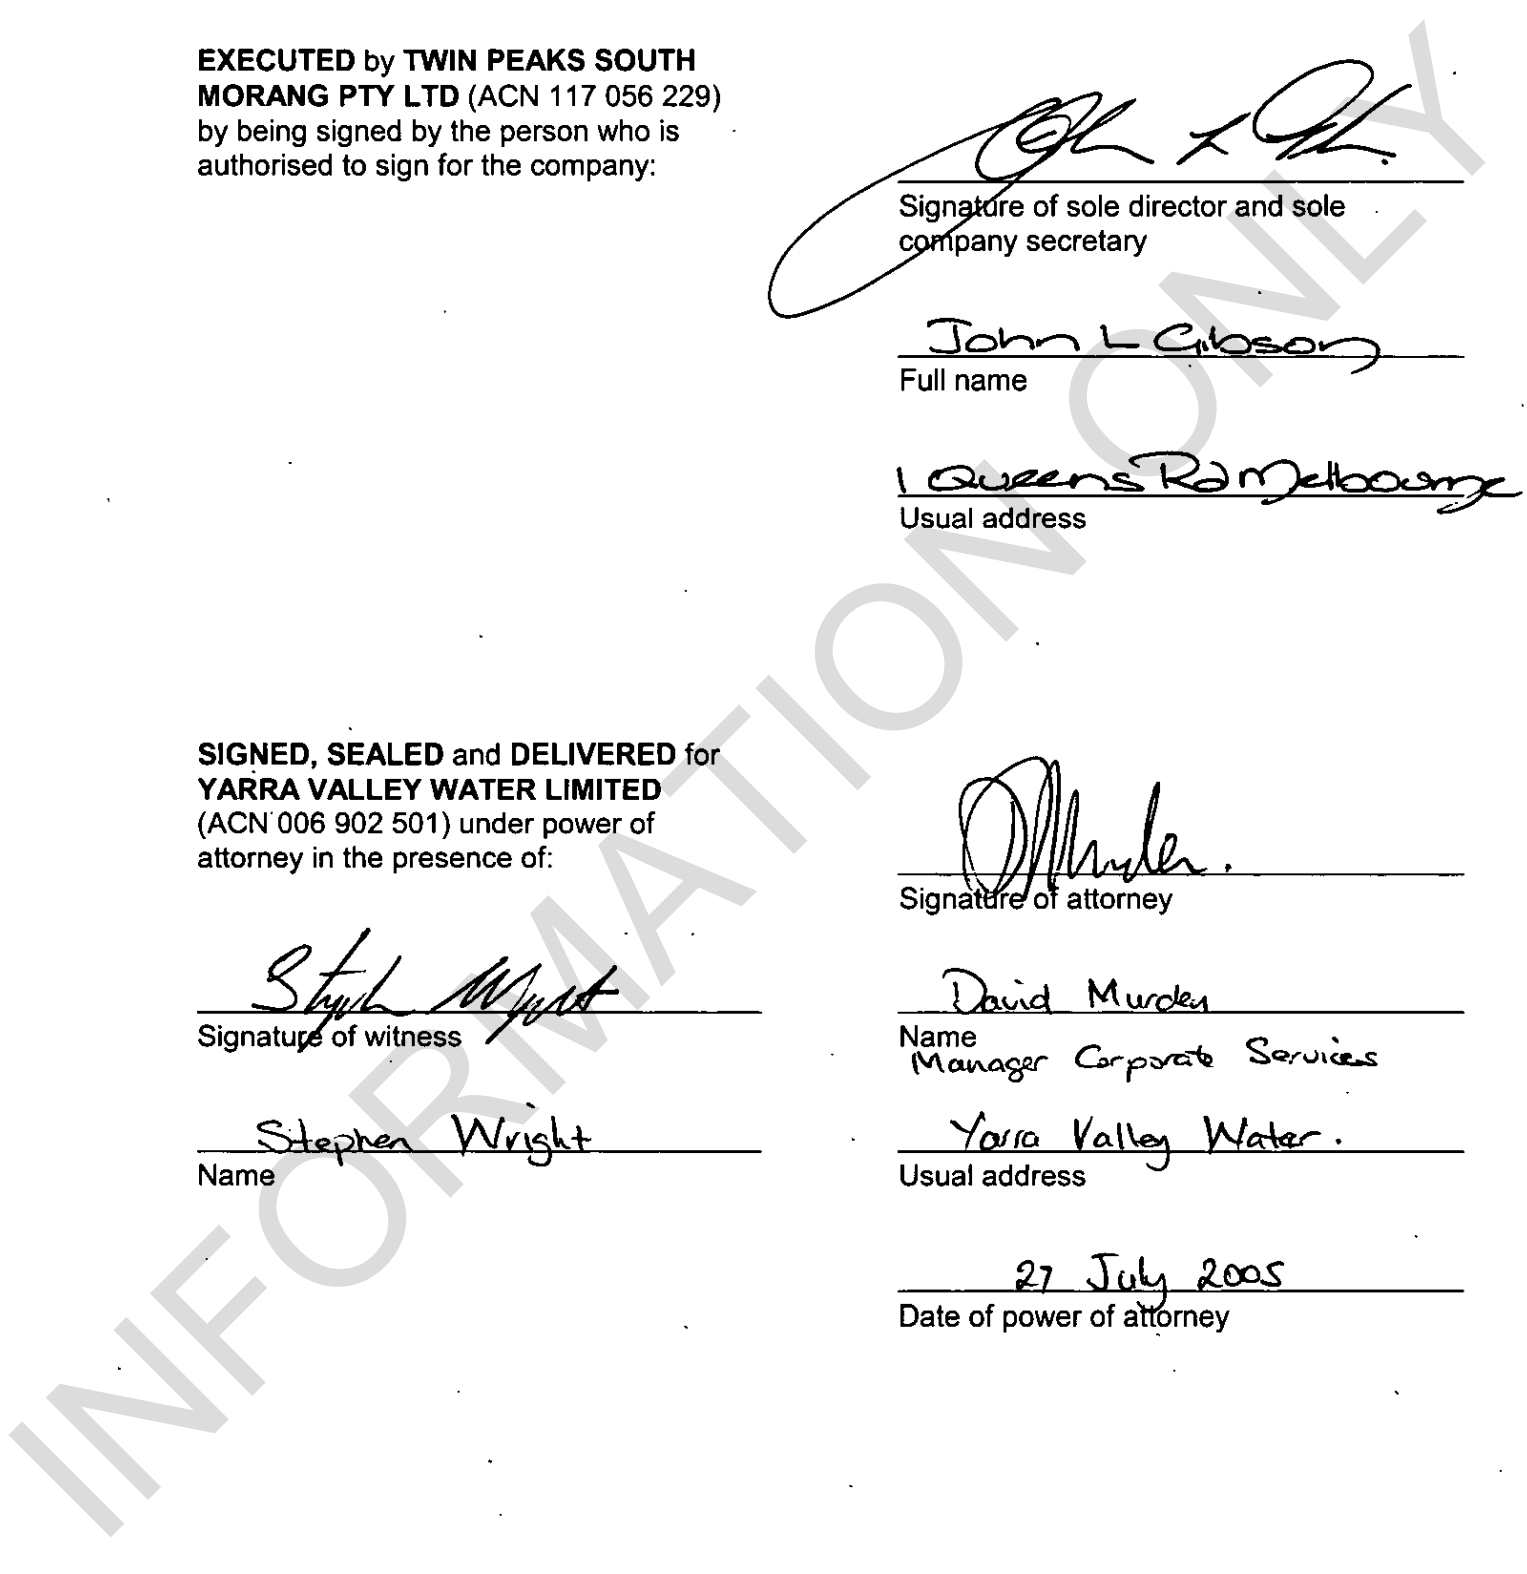 EXECUTED by TWIN PEAKS SOUTH
MORANG PTY LTD (ACN 117 056 229)
by being signed by the person who is
authorised to sign for the company:
Signature of sole director and sole
company secretary
John L Gibson
Full name
1 Queens Rd Melbourne
Usual address
SIGNED, SEALED and DELIVERED for
YARRA VALLEY WATER LIMITED
(ACN 006 902 501) under power of
attorney in the presence of:
Signature of attorney
Signature of witness
David Murden
Name
Manager Corporate Services
Stephen Wright
Name
Yarra Valley Water.
Usual address
27 July 2005
Date of power of attorney
INFORMATION ONLY